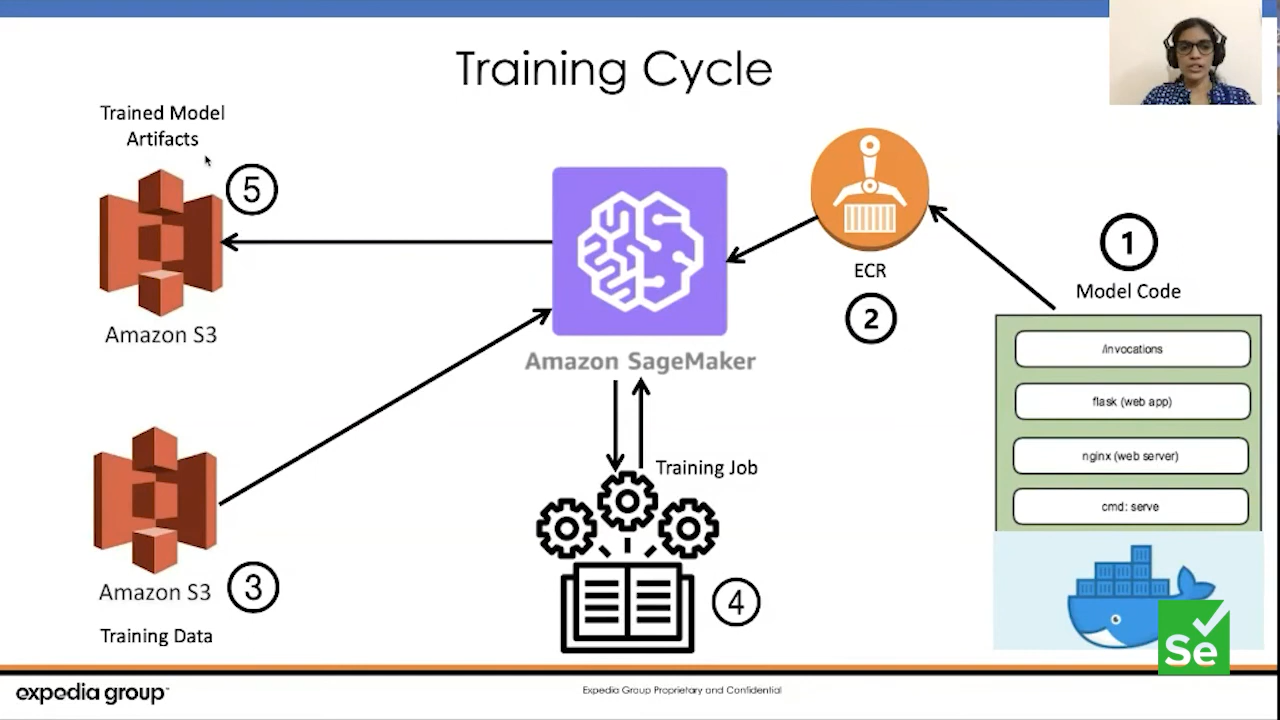 Training Cycle
Trained Model
Artifacts
5
Amazon S3
Amazon SageMaker
ECR
2
1
Model Code
/invocations
flask (web app)
nginx (web server)
cmd: serve
Training Job
4
Amazon S3
3
Training Data
Se
expedia group™
Expedia Group Proprietary and Confidential